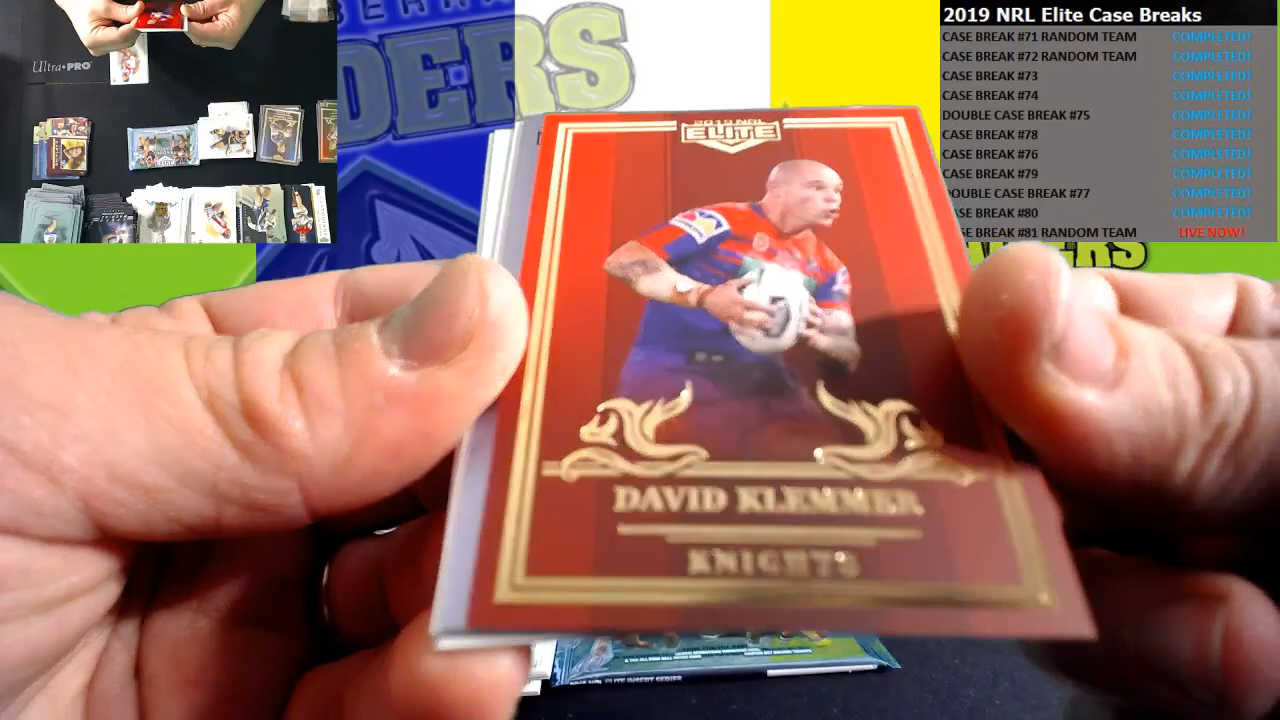 Ultra PRO
DERS
2019 NRL Elite Case Breaks
CASE BREAK #71 RANDOM TEAM COMPLETED!
CASE BREAK #72 RANDOM TEAM COMPLETED!
CASE BREAK #73 COMPLETED!
CASE BREAK #74 COMPLETED!
DOUBLE CASE BREAK #75 COMPLETED!
CASE BREAK #78 COMPLETED!
CASE BREAK #76 COMPLETED!
CASE BREAK #79 COMPLETED!
OUBLE CASE BREAK #77 COMPLETED!
SE BREAK #80 COMPLETED!
SE BREAK #81 RANDOM TEAM LIVE NOW!
2019 NRL
ELITE
DAVID KLEMMER
KNIGHTS